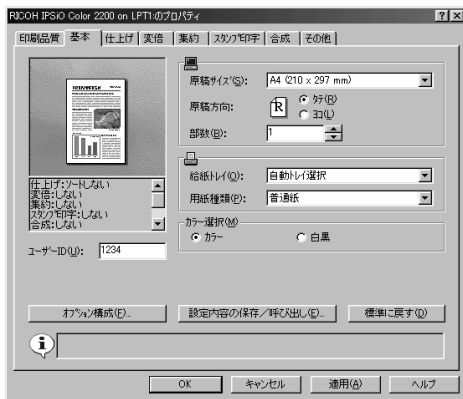 RICOH IPSiO Color 2200 on LPT1:のプロパティ
印刷品質 基本 仕上げ 変倍 集約 スタンプ印字 合成 その他
原稿サイズ(S): A4 (210 x 297 mm)
原稿方向: R タテ(R)
ヨコ(L)
部数(B): 1
給紙トレイ(O): 自動トレイ選択
用紙種類(P): 普通紙
カラー選択(M)
カラー 白黒
仕上げ:ソートしない
変倍:しない
集約:しない
スタンプ印字:しない
合成:しない
ユーザーID(U): 1234
オプション構成(F)... 設定内容の保存/呼び出し(E)... 標準に戻す(D)
OK キャンセル 適用(A) ヘルプ